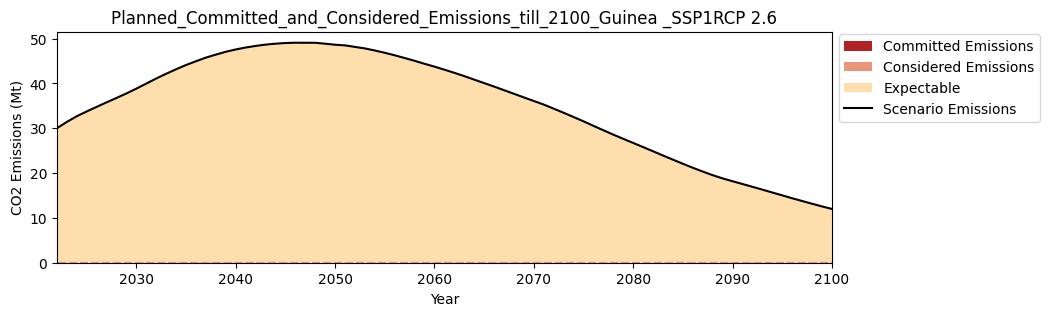 Planned_Committed_and_Considered_Emissions_till_2100_Guinea _SSP1RCP 2.6
Committed Emissions
Considered Emissions
Expectable
Scenario Emissions
CO2 Emissions (Mt)
50
40
30
20
10
0
2030 2040 2050 2060 2070 2080 2090 2100
Year